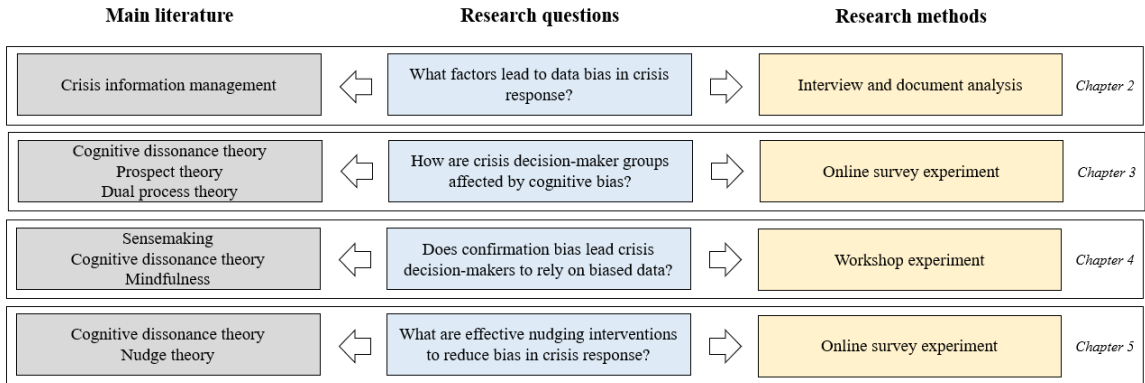 Main literature
Research questions
Research methods
Crisis information management
What factors lead to data bias in crisis
response?
Interview and document analysis
Chapter 2
Cognitive dissonance theory
Prospect theory
Dual process theory
How are crisis decision-maker groups
affected by cognitive bias?
Online survey experiment
Chapter 3
Sensemaking
Cognitive dissonance theory
Mindfulness
Does confirmation bias lead crisis
decision-makers to rely on biased data?
Workshop experiment
Chapter 4
Cognitive dissonance theory
Nudge theory
What are effective nudging interventions
to reduce bias in crisis response?
Online survey experiment
Chapter 5